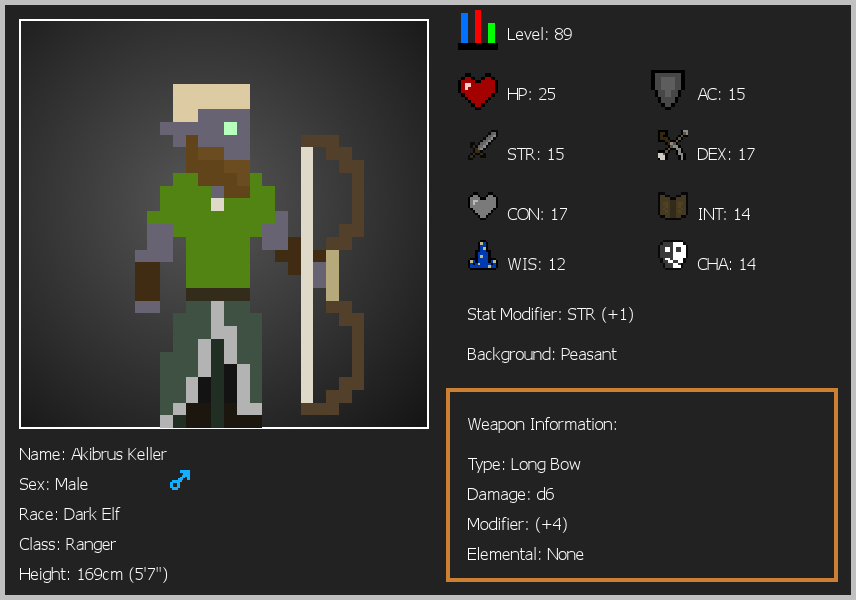 Level: 89
HP: 25
AC: 15
STR: 15
DEX: 17
CON: 17
INT: 14
WIS: 12
CHA: 14
Stat Modifier: STR (+1)
Background: Peasant
Weapon Information:
Type: Long Bow
Damage: d6
Modifier: (+4)
Elemental: None
Name: Akibrus Keller
Sex: Male
Race: Dark Elf
Class: Ranger
Height: 169cm (5'7")